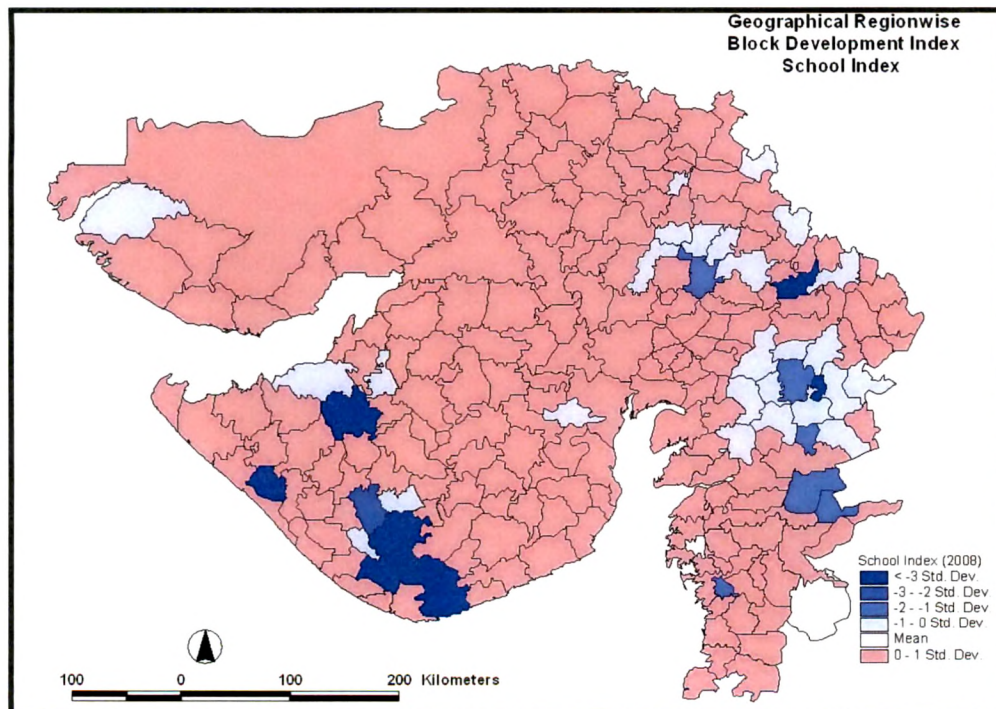 Geographical Regionwise
Block Development Index
School Index
School Index (2008)
< -3 Std. Dev.
-3 - -2 Std. Dev.
-2 - -1 Std. Dev.
-1 - 0 Std. Dev.
Mean
0 - 1 Std. Dev.
100 0 100 200 Kilometers